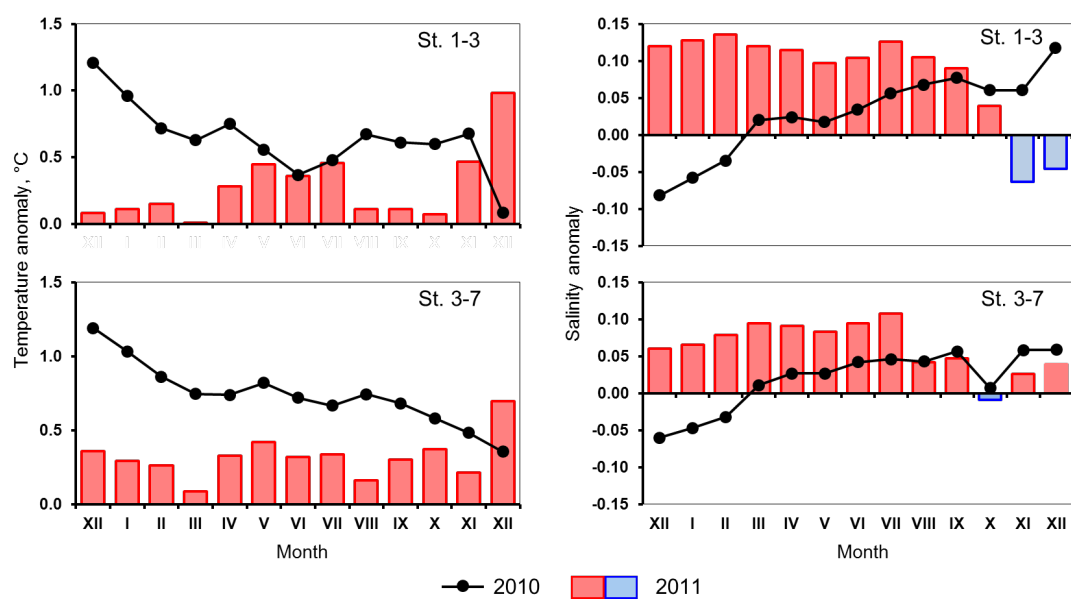 Temperature anomaly, °C
1.5
1.0
0.5
0.0
St. 1-3
XII I II III IV V VI VII VIII IX X XI XII
1.5
1.0
0.5
0.0
St. 3-7
XII I II III IV V VI VII VIII IX X XI XII
Month
Salinity anomaly
0.15
0.10
0.05
0.00
-0.05
-0.10
-0.15
St. 1-3
0.15
0.10
0.05
0.00
-0.05
-0.10
-0.15
St. 3-7
XII I II III IV V VI VII VIII IX X XI XII
Month
2010 2011